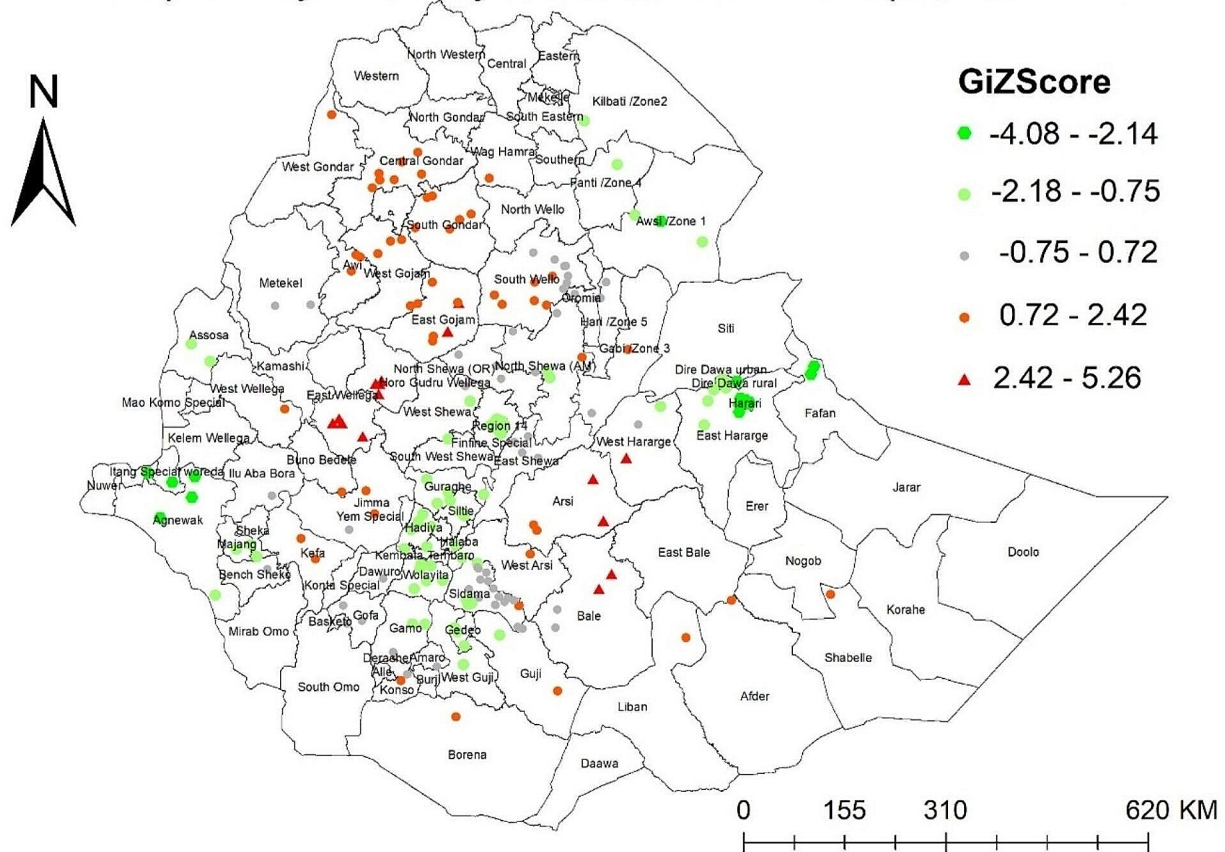 N
GiZScore
-4.08 - -2.14
-2.18 - -0.75
-0.75 - 0.72
0.72 - 2.42
2.42 - 5.26
North Western
Central
Eastern
Western
Mekelle
Kilbati /Zone2
North Gondar
South Eastern
West Gondar
Central Gondar
Wag Hamra
Southern
Fanti /Zone 4
North Wello
South Gondar
Awsi /Zone 1
Awi
West Gojam
South Wello
Metekel
Oromia
East Gojam
Hari /Zone 5
Siti
Assosa
Gabi /Zone 3
Kamashi
North Shewa (OR)
North Shewa (AM)
Dire Dawa urban
Horo Gudru Wellega
Dire Dawa rural
West Wellega
East Wellega
Mao Komo Special
Harari
West Shewa
Fafan
Region 14
Kelem Wellega
Finfine Special
West Hararge
East Hararge
Buno Bedele
South West Shewa
East Shewa
Itang Special woreda
Ilu Aba Bora
Nuwer
Guraghe
Jarar
Jimma
Arsi
Erer
Siltie
Yem Special
Agnewak
Hadiya
Sheka
Majang
Halaba
Kefa
Kembata Tembaro
East Bale
Doolo
West Arsi
Nogob
Bench Sheko
Dawuro
Wolayita
Konta Special
Sidama
Korahe
Basketo
Gofa
Bale
Mirab Omo
Gamo
Gedeo
Derashe
Amaro
Shabelle
Alle
Burji
West Guji
Guji
South Omo
Konso
Afder
Liban
Borena
Daawa
0 155 310 620 KM